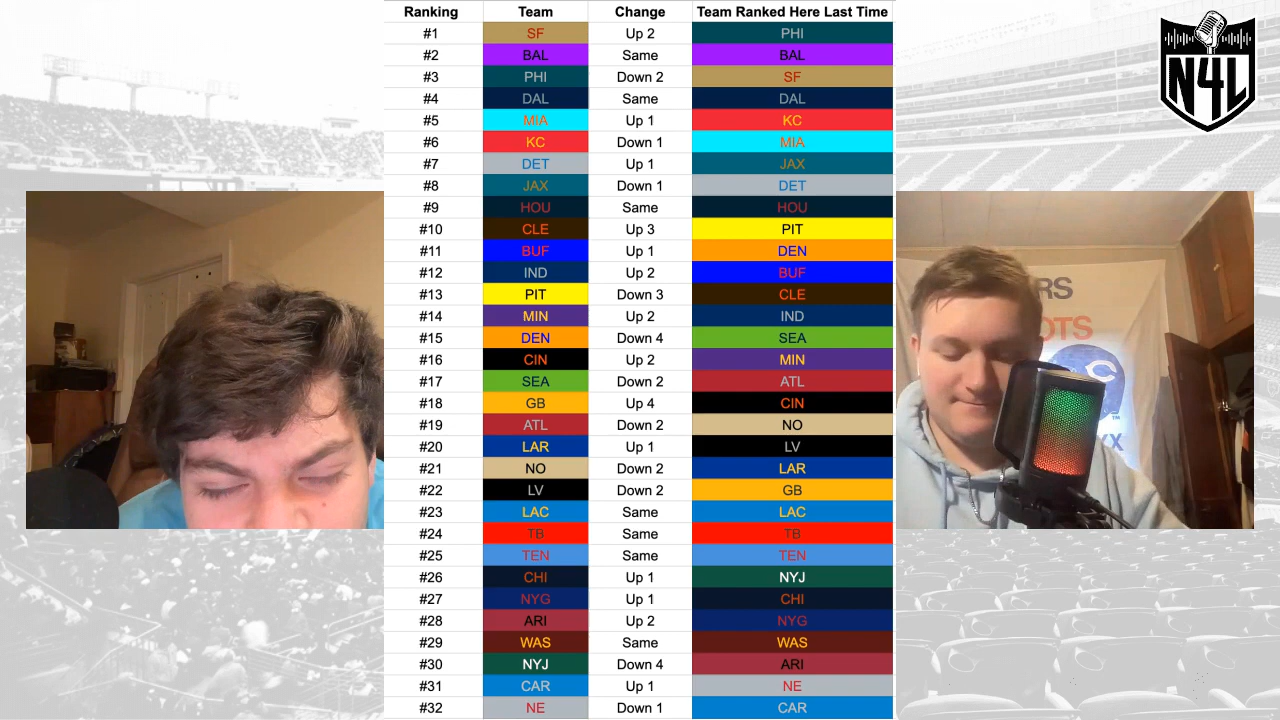 Ranking Team Change Team Ranked Here Last Time
#1 SF Up 2 PHI
#2 BAL Same BAL
#3 PHI Down 2 SF
#4 DAL Same DAL
#5 MIA Up 1 KC
#6 KC Down 1 MIA
#7 DET Up 1 JAX
#8 JAX Down 1 DET
#9 HOU Same HOU
#10 CLE Up 3 PIT
#11 BUF Up 1 DEN
#12 IND Up 2 BUF
#13 PIT Down 3 CLE
#14 MIN Up 2 IND
#15 DEN Down 4 SEA
#16 CIN Up 2 MIN
#17 SEA Down 2 ATL
#18 GB Up 4 CIN
#19 ATL Down 2 NO
#20 LAR Up 1 LV
#21 NO Down 2 LAR
#22 LV Down 2 GB
#23 LAC Same LAC
#24 TB Same TB
#25 TEN Same TEN
#26 CHI Up 1 NYJ
#27 NYG Up 1 CHI
#28 ARI Up 2 NYG
#29 WAS Same WAS
#30 NYJ Down 4 ARI
#31 CAR Up 1 NE
#32 NE Down 1 CAR
N4L
RS
OTS
C
TM